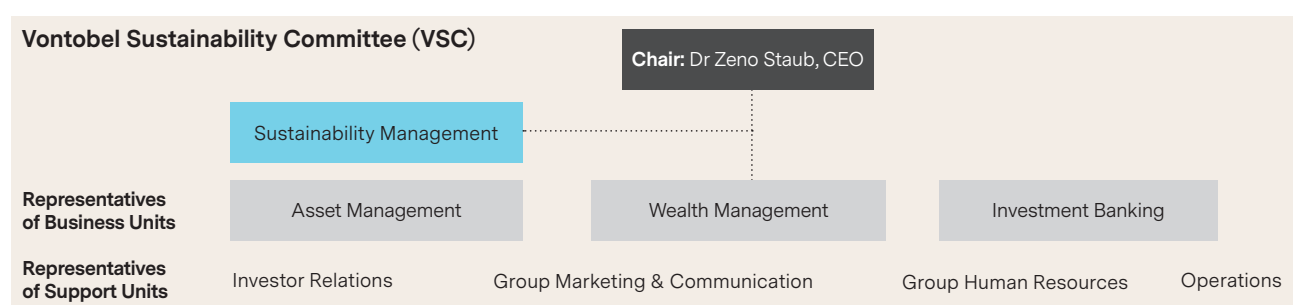 Vontobel Sustainability Committee (VSC)
Chair: Dr Zeno Staub, CEO
Sustainability Management
Representatives
of Business Units
Asset Management
Wealth Management
Investment Banking
Representatives
of Support Units
Investor Relations
Group Marketing & Communication
Group Human Resources
Operations